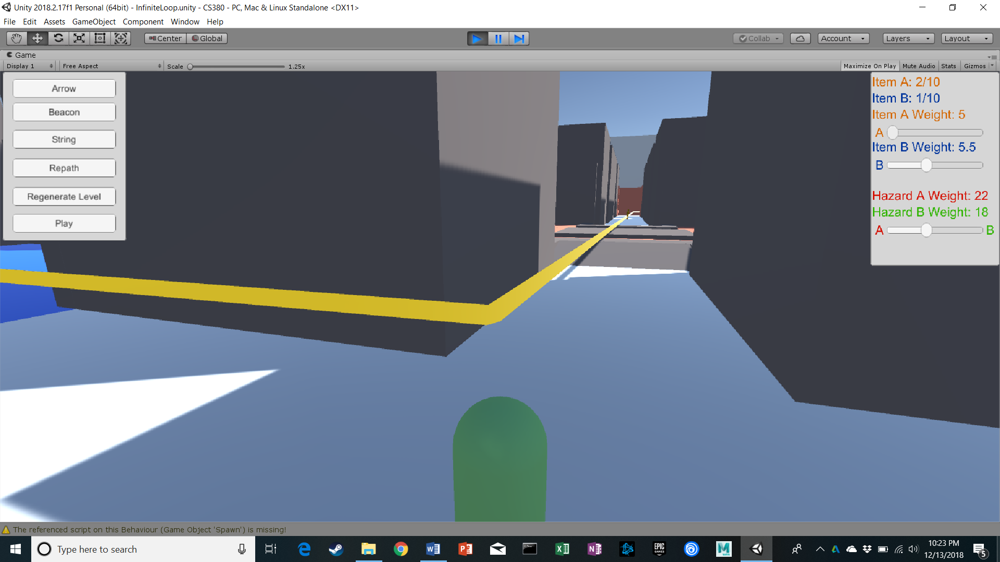 Unity 2018.2.17f1 Personal (64bit) - InfiniteLoop.unity - CS380 - PC, Mac & Linux Standalone <DX11>
File Edit Assets GameObject Component Window Help
Center Global Collab Account Layers Layout
Game
Display 1 Free Aspect Scale 1.25x Maximize On Play Mute Audio Stats Gizmos
Arrow
Beacon
String
Repath
Regenerate Level
Play
Item A: 2/10
Item B: 1/10
Item A Weight: 5
A
Item B Weight: 5.5
B
Hazard A Weight: 22
Hazard B Weight: 18
A B
The referenced script on this Behaviour (Game Object 'Spawn') is missing!
Type here to search
EPIC
GAMES
10:23 PM
12/13/2018
5